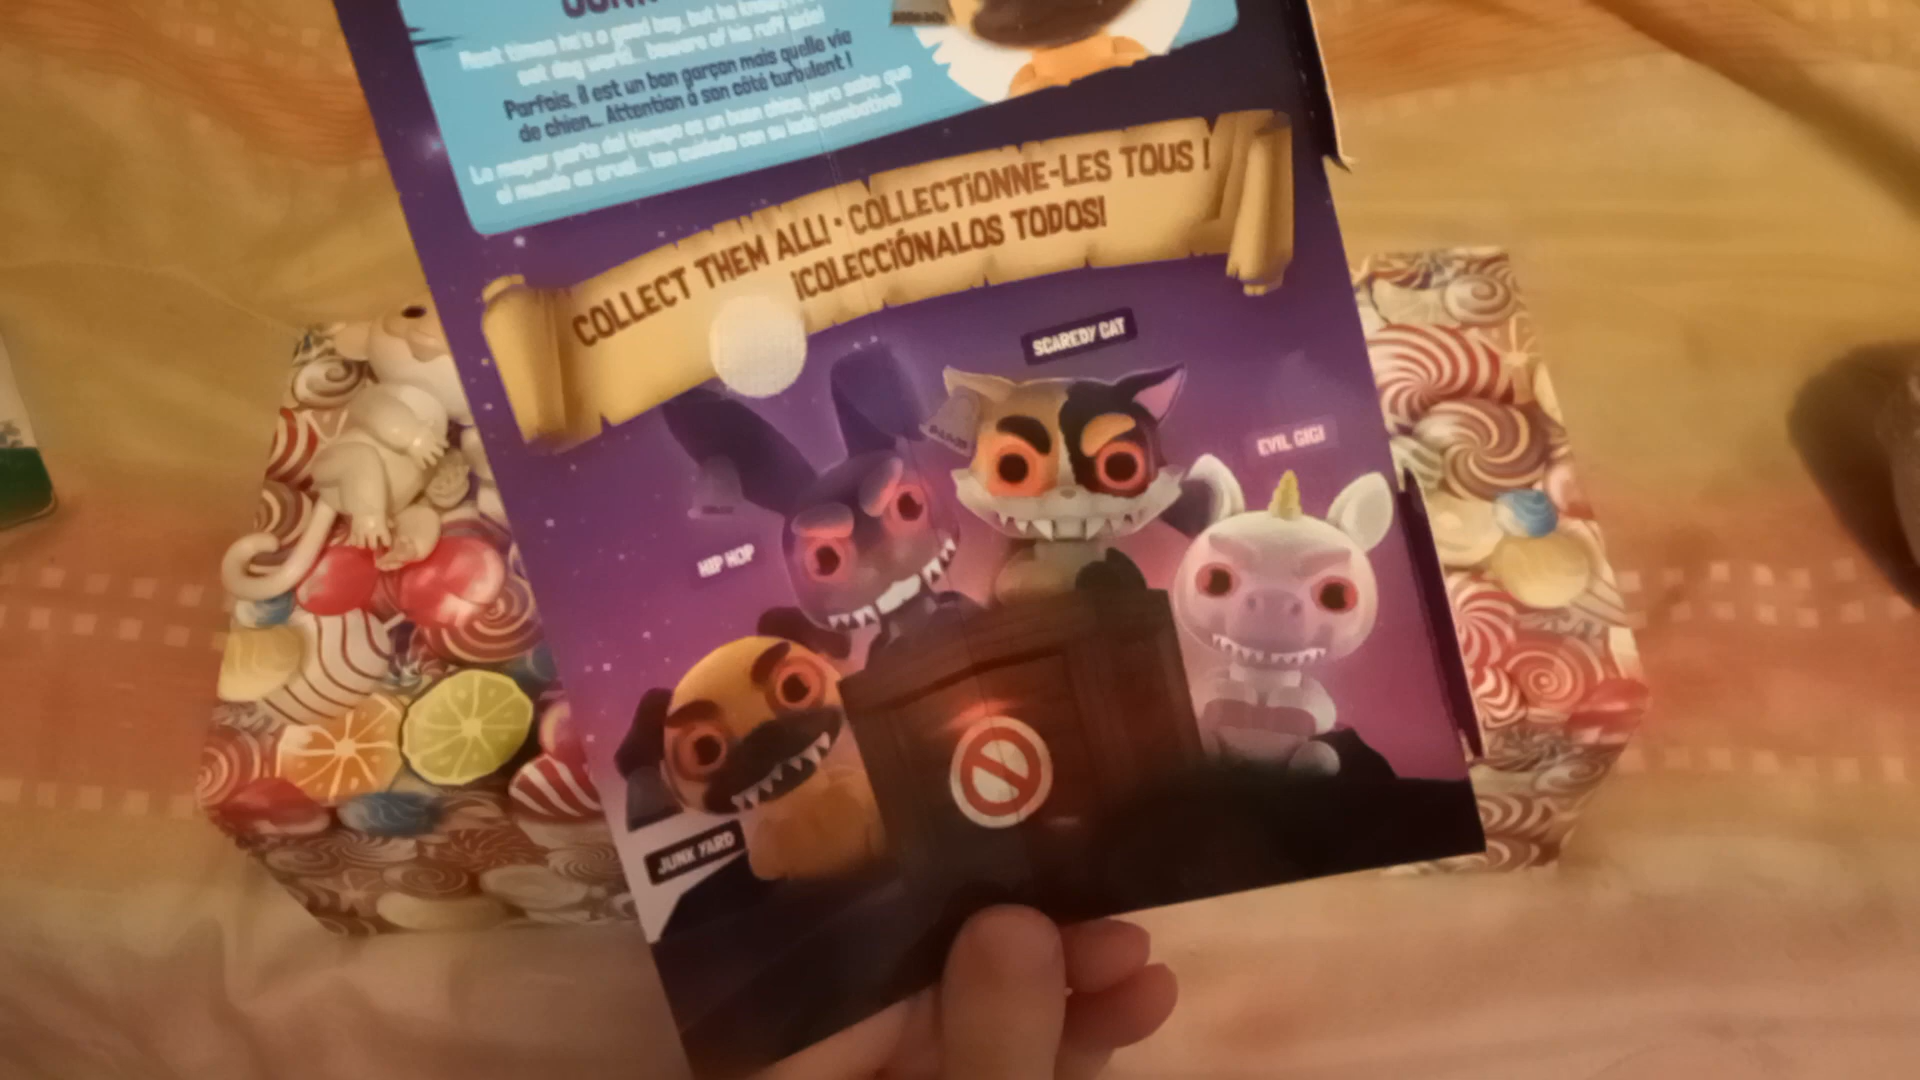 Most times he's a good boy, but he knows it's a
eat dog world... beware of his ruff side!
Parfois, il est un bon garçon mais quelle vie
de chien... Attention à son côté turbulent !
La mayor parte del tiempo es un buen chico, pero sabe que
el mundo es cruel... ten cuidado con su lado combativo!
COLLECT THEM ALL! • COLLECTiONNE-LES TOUS !
¡COLECCiÓNALOS TODOS!
SCAREDY CAT
EVIL GIGI
HIP HOP
JUNK YARD